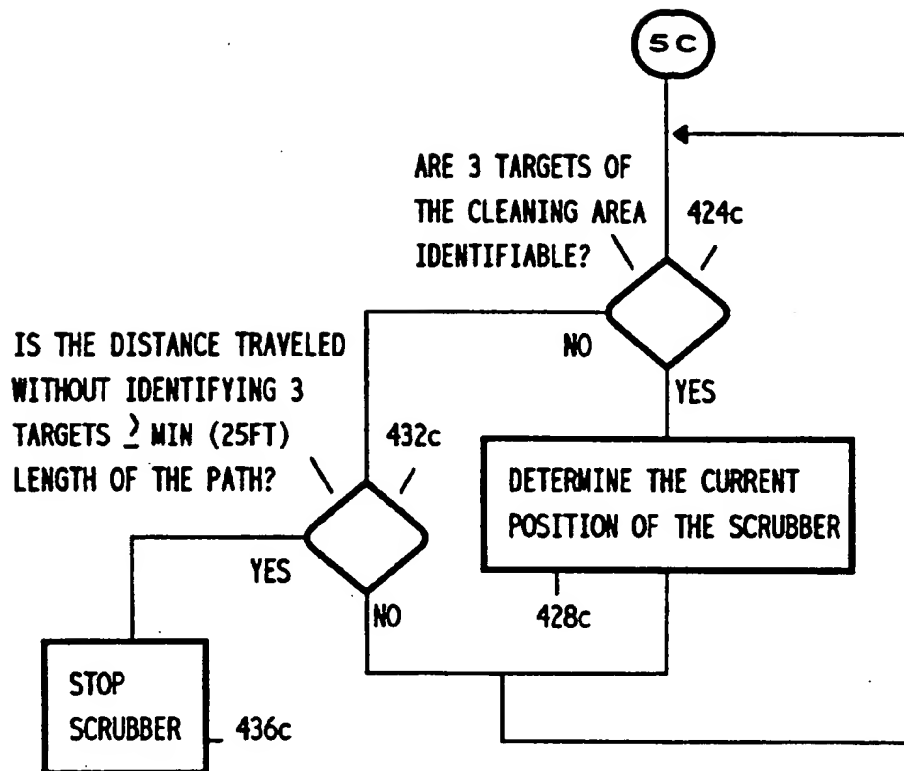 5C
ARE 3 TARGETS OF
THE CLEANING AREA
IDENTIFIABLE?
424c
NO
YES
IS THE DISTANCE TRAVELED
WITHOUT IDENTIFYING 3
TARGETS ≥ MIN (25FT)
LENGTH OF THE PATH?
432c
YES
NO
DETERMINE THE CURRENT
POSITION OF THE SCRUBBER
428c
STOP
SCRUBBER
436c